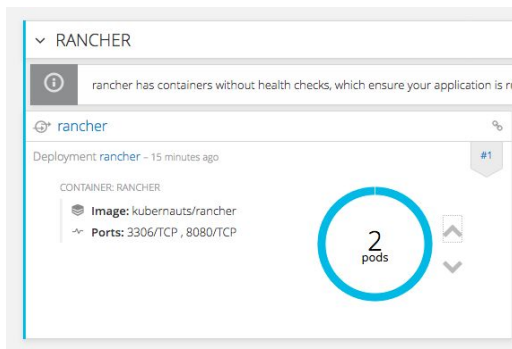 RANCHER
rancher has containers without health checks, which ensure your application is
rancher
Deployment rancher – 15 minutes ago
#1
CONTAINER: RANCHER
Image: kubernauts/rancher
Ports: 3306/TCP , 8080/TCP
2
pods